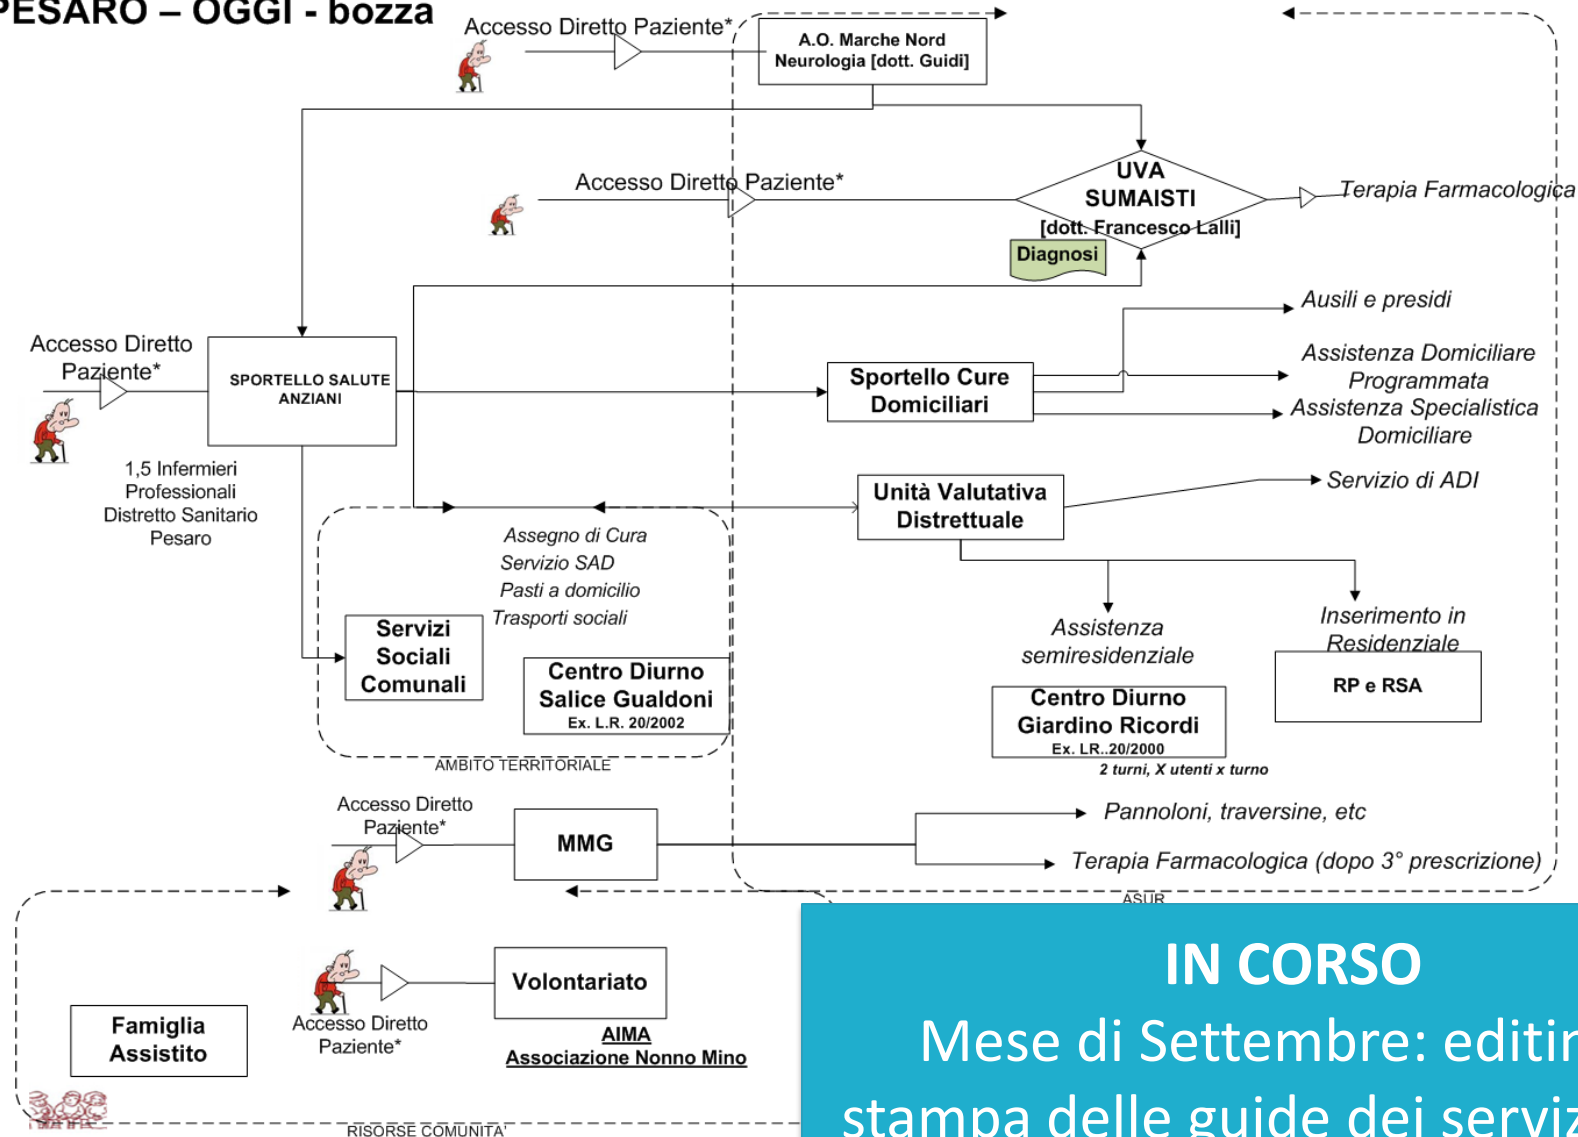 PESARO – OGGI - bozza
Accesso Diretto Paziente*
A.O. Marche Nord
Neurologia [dott. Guidi]
Accesso Diretto Paziente*
UVA
SUMAISTI
[dott. Francesco Lalli]
Diagnosi
Terapia Farmacologica
Ausili e presidi
Accesso Diretto
Paziente*
SPORTELLO SALUTE
ANZIANI
Sportello Cure
Domiciliari
Assistenza Domiciliare
Programmata
Assistenza Specialistica
Domiciliare
1,5 Infermieri
Professionali
Distretto Sanitario
Pesaro
Unità Valutativa
Distrettuale
Servizio di ADI
Assegno di Cura
Servizio SAD
Pasti a domicilio
Trasporti sociali
Servizi
Sociali
Comunali
Centro Diurno
Salice Gualdoni
Ex. L.R. 20/2002
AMBITO TERRITORIALE
Assistenza
semiresidenziale
Centro Diurno
Giardino Ricordi
Ex. LR..20/2000
2 turni, X utenti x turno
Inserimento in
Residenziale
RP e RSA
Accesso Diretto
Paziente*
MMG
Pannoloni, traversine, etc
Terapia Farmacologica (dopo 3° prescrizione)
ASUR
Accesso Diretto
Paziente*
Volontariato
AIMA
Associazione Nonno Mino
Famiglia
Assistito
RISORSE COMUNITA'
IN CORSO
Mese di Settembre:
stampa delle guide dei